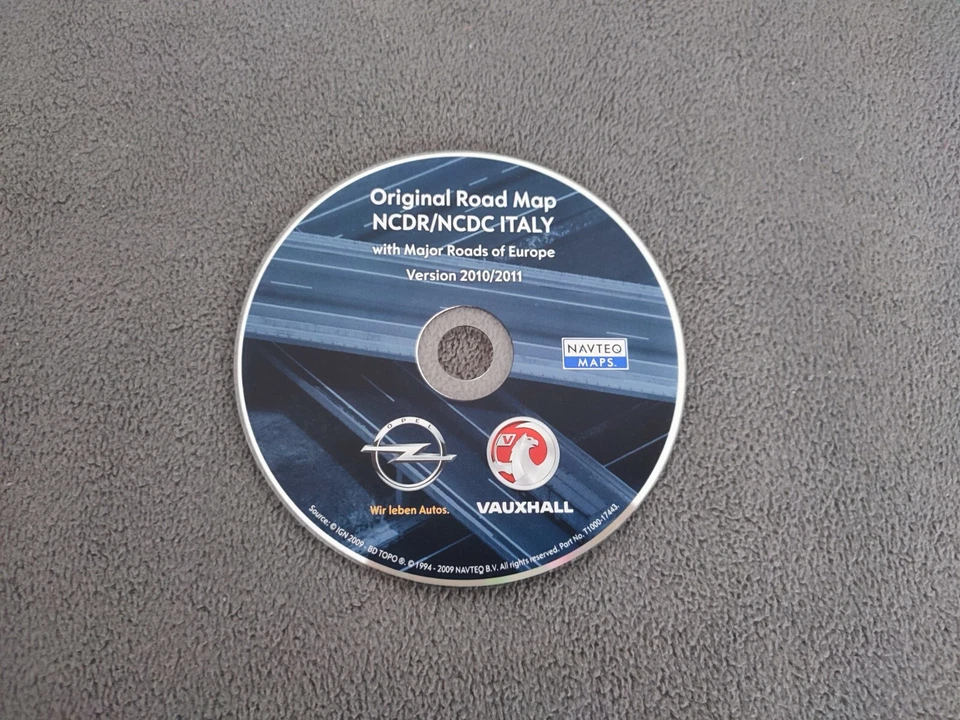 Original Road Map
NCDR/NCDC ITALY
with Major Roads of Europe
Version 2010/2011
NAVTEQ
MAPS
OPEL
V
Wir leben Autos.
VAUXHALL
Source: © IGN 2009 - BD TOPO ®. © 1994 - 2009 NAVTEQ B.V. All rights reserved. Part No. T1000-17443.